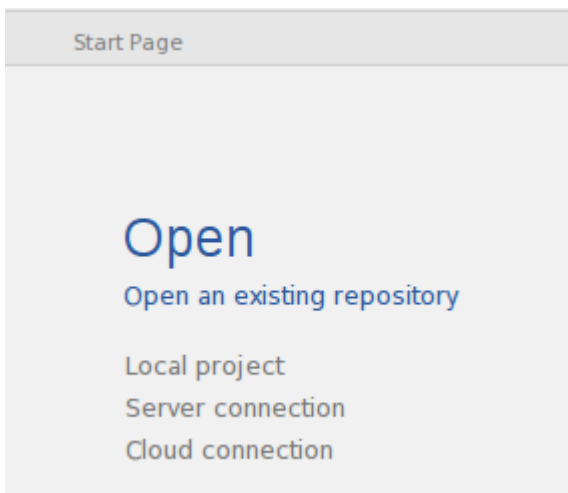 Start Page
Open
Open an existing repository
Local project
Server connection
Cloud connection